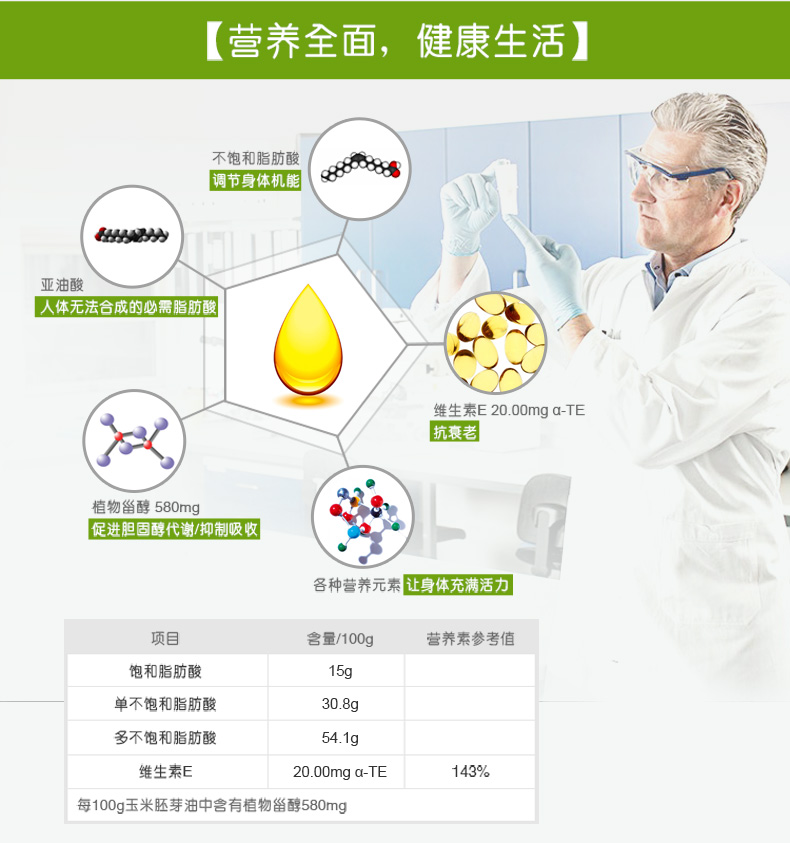 【营养全面，健康生活】
不饱和脂肪酸
调节身体机能
亚油酸
人体无法合成的必需脂肪酸
维生素E 20.00mg α-TE
抗衰老
植物甾醇 580mg
促进胆固醇代谢/抑制吸收
各种营养元素 让身体充满活力
项目 含量/100g 营养素参考值
饱和脂肪酸 15g
单不饱和脂肪酸 30.8g
多不饱和脂肪酸 54.1g
维生素E 20.00mg α-TE 143%
每100g玉米胚芽油中含有植物甾醇580mg